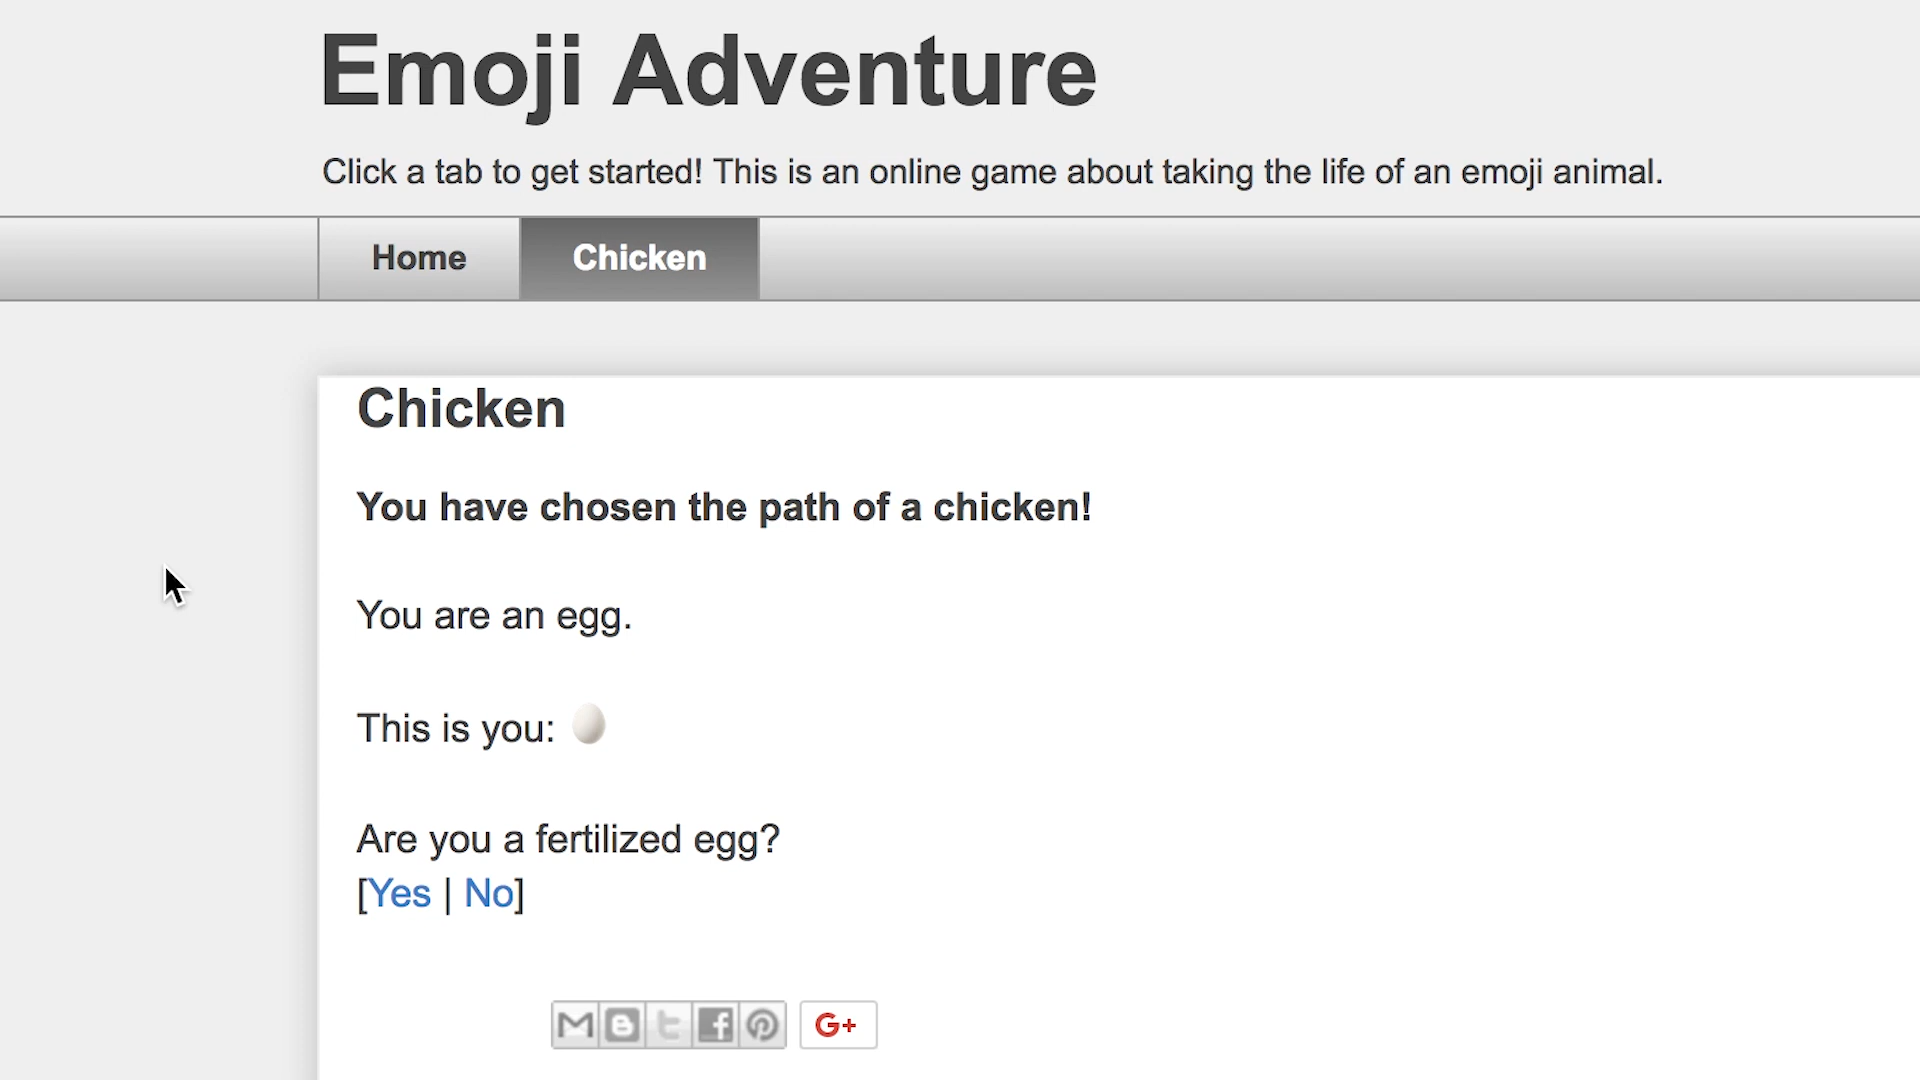 Emoji Adventure
Click a tab to get started! This is an online game about taking the life of an emoji animal.
Home Chicken
Chicken
You have chosen the path of a chicken!
You are an egg.
This is you: 🥚
Are you a fertilized egg?
[Yes | No]
G+